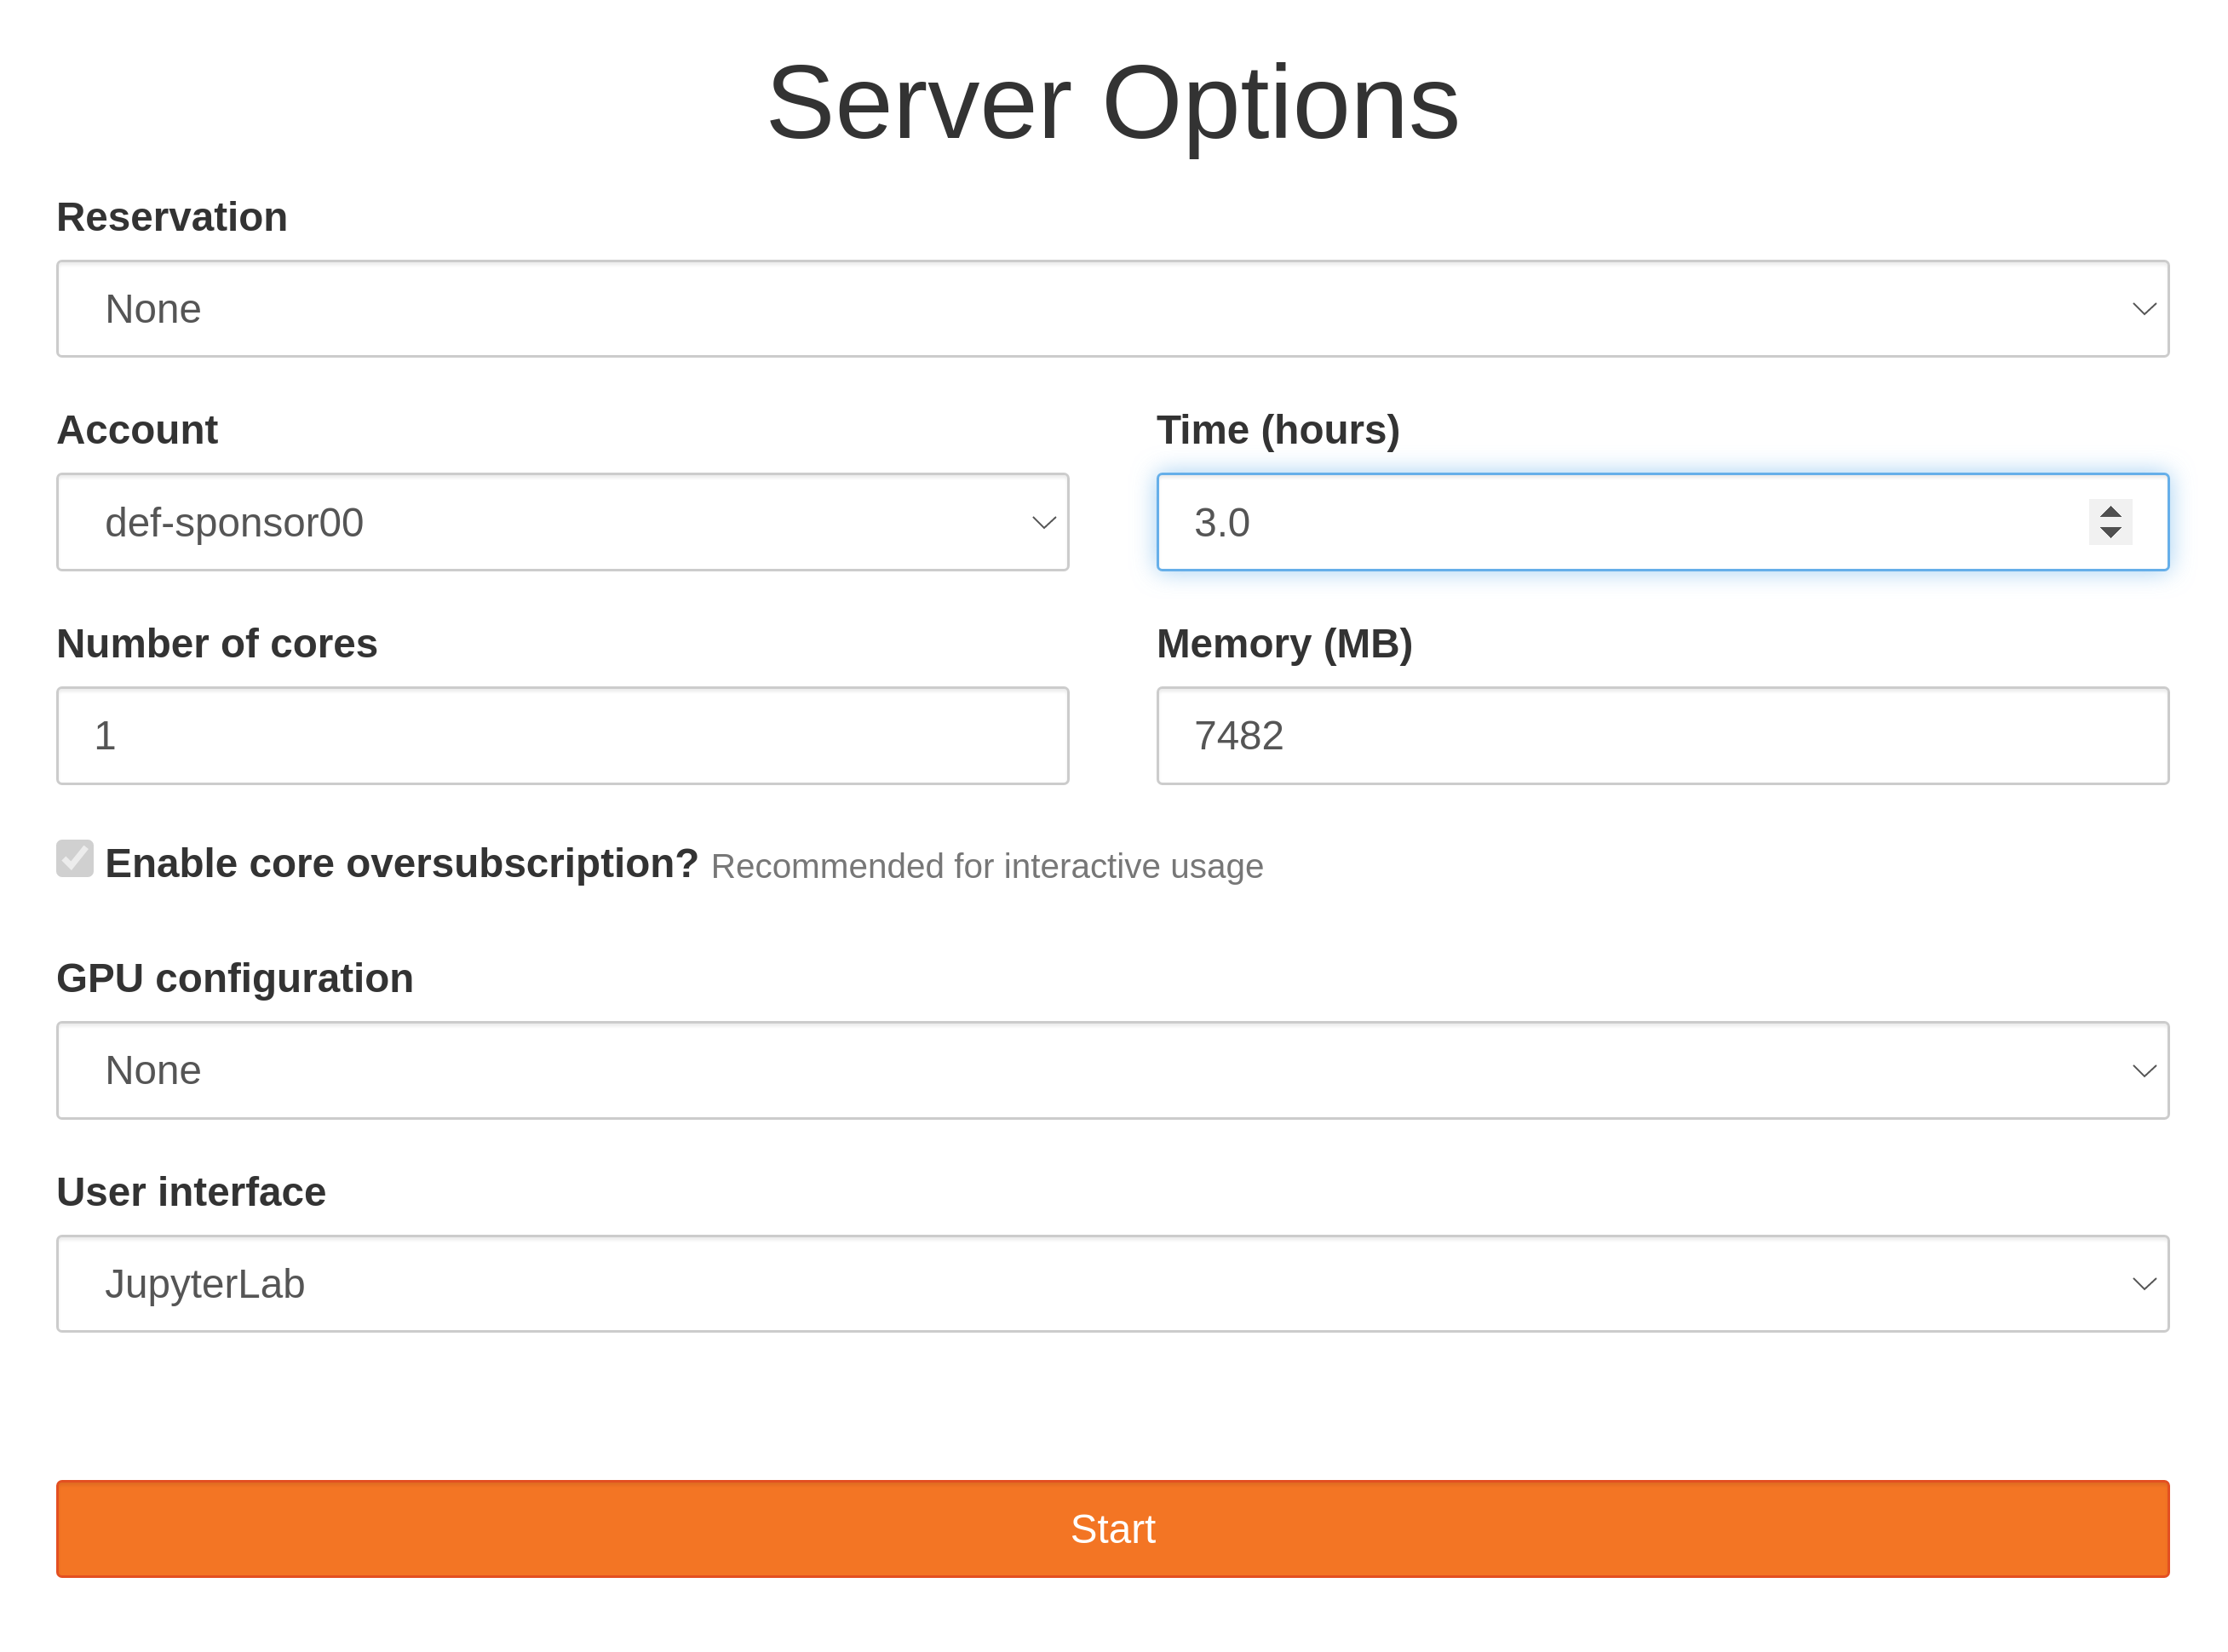 Server Options
Reservation
None
Account
Time (hours)
def-sponsor00
3.0
Number of cores
Memory (MB)
1
7482
Enable core oversubscription? Recommended for interactive usage
GPU configuration
None
User interface
JupyterLab
Start